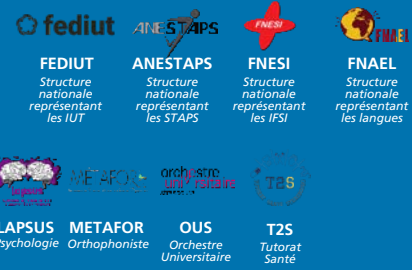 fediut
ANESTAPS
FNESI
FNAEL
FEDIUT
ANESTAPS
FNESI
FNAEL
Structure
nationale
représentant
les IUT
Structure
nationale
représentant
les STAPS
Structure
nationale
représentant
les IFSI
Structure
nationale
représentant
les langues
METAFOR
orchestre
universitaire
T2S
LAPSUS
METAFOR
OUS
T2S
Psychologie
Orthophoniste
Orchestre
Universitaire
Tutorat
Santé